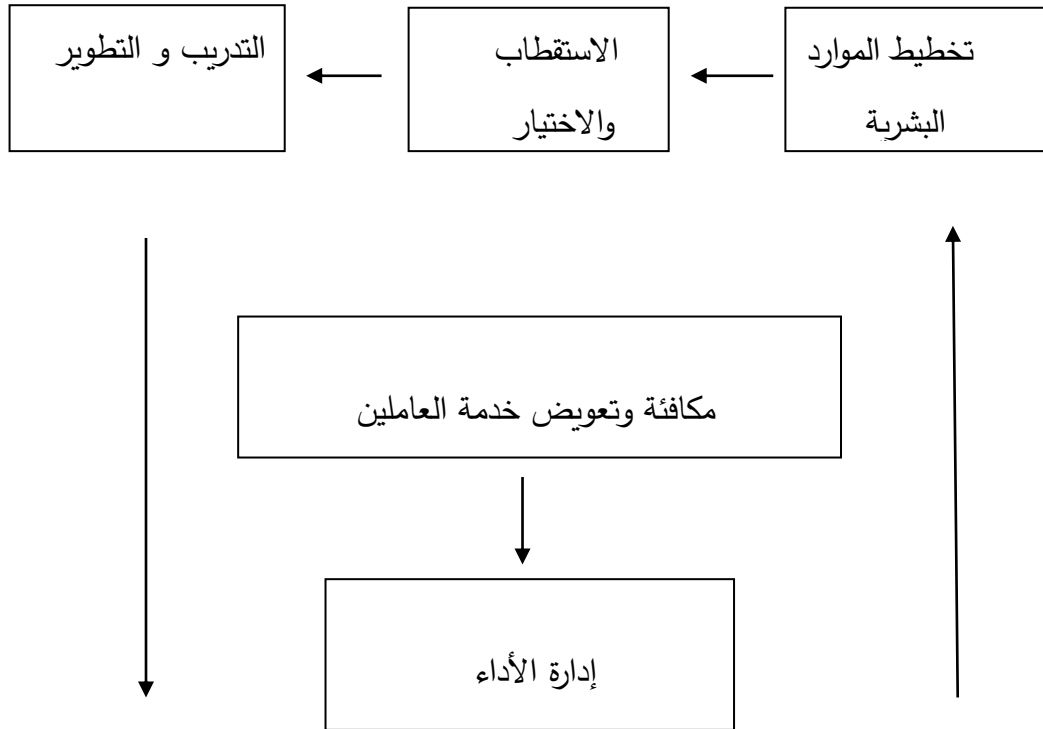 تخطيط الموارد
البشرية
الاستقطاب
والاختيار
التدريب و التطوير
مكافئة وتعويض خدمة العاملين
إدارة الأداء